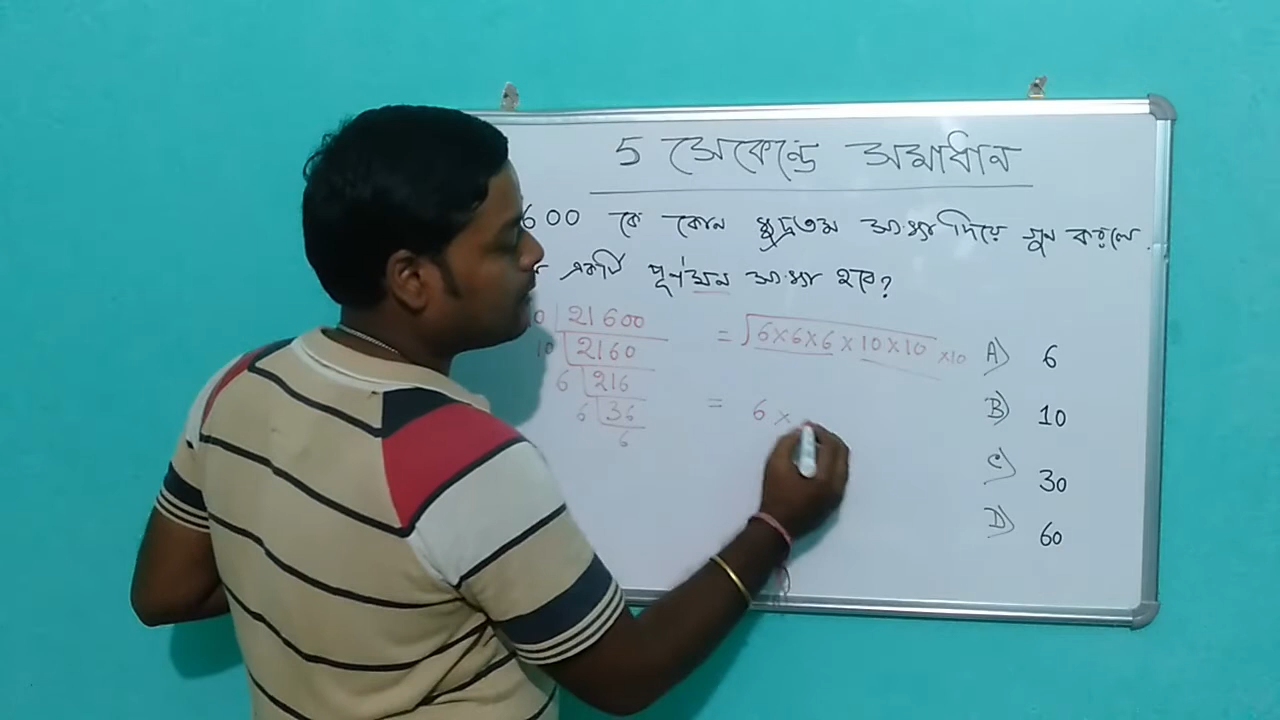 5 সেকেন্ডে সমাধান
600 কে কোন ক্ষুদ্রতম সংখ্যা দিয়ে গুন করলে
একটি পূর্ণঘন সংখ্যা হবে?
10 21600 = √6×6×6×10×10 ×10
10 2160
6 216
6 36 = 6 ×
6
A) 6
B) 10
C) 30
D) 60